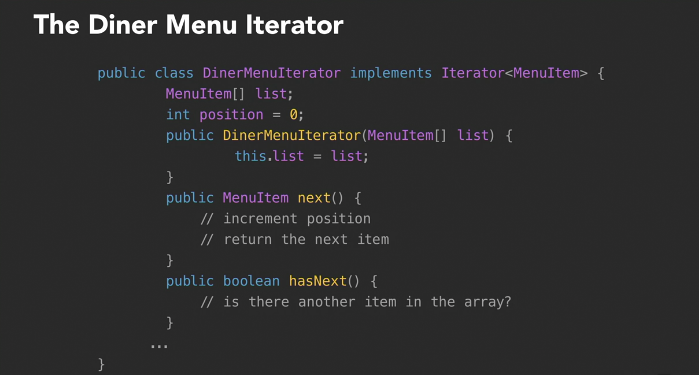 The Diner Menu Iterator
public class DinerMenuIterator implements Iterator<MenuItem> {
MenuItem[] list;
int position = 0;
public DinerMenuIterator(MenuItem[] list) {
this.list = list;
}
public MenuItem next() {
// increment position
// return the next item
}
public boolean hasNext() {
// is there another item in the array?
}
...
}